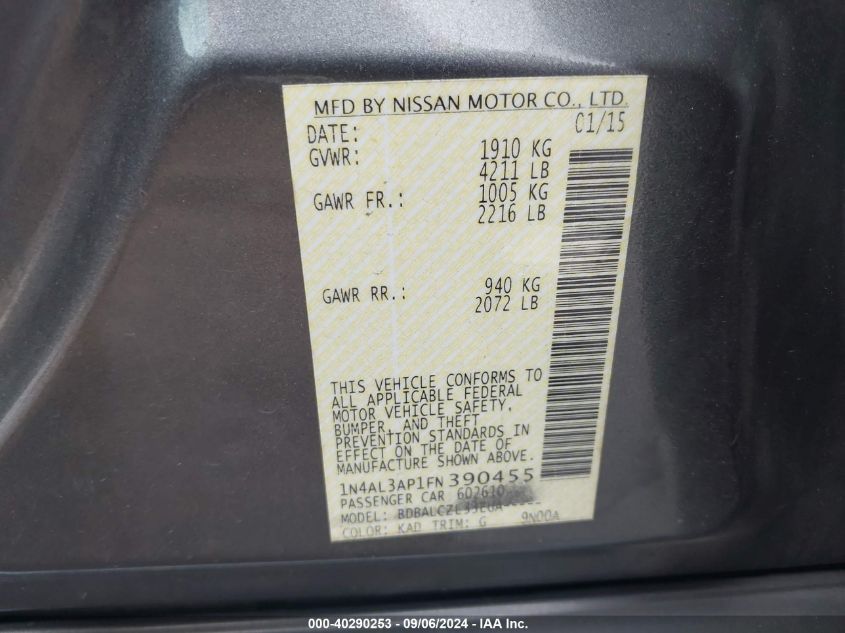 MFD BY NISSAN MOTOR CO., LTD.
DATE: 01/15
GVWR: 1910 KG
4211 LB
GAWR FR.: 1005 KG
2216 LB
GAWR RR.: 940 KG
2072 LB
THIS VEHICLE CONFORMS TO
ALL APPLICABLE FEDERAL
MOTOR VEHICLE SAFETY,
BUMPER, AND THEFT
PREVENTION STANDARDS IN
EFFECT ON THE DATE OF
MANUFACTURE SHOWN ABOVE.
1N4AL3AP1FN390455
PASSENGER CAR 602610
MODEL:
COLOR: KAD TRIM: G 9N00A
000-40290253 - 09/06/2024 - IAA Inc.